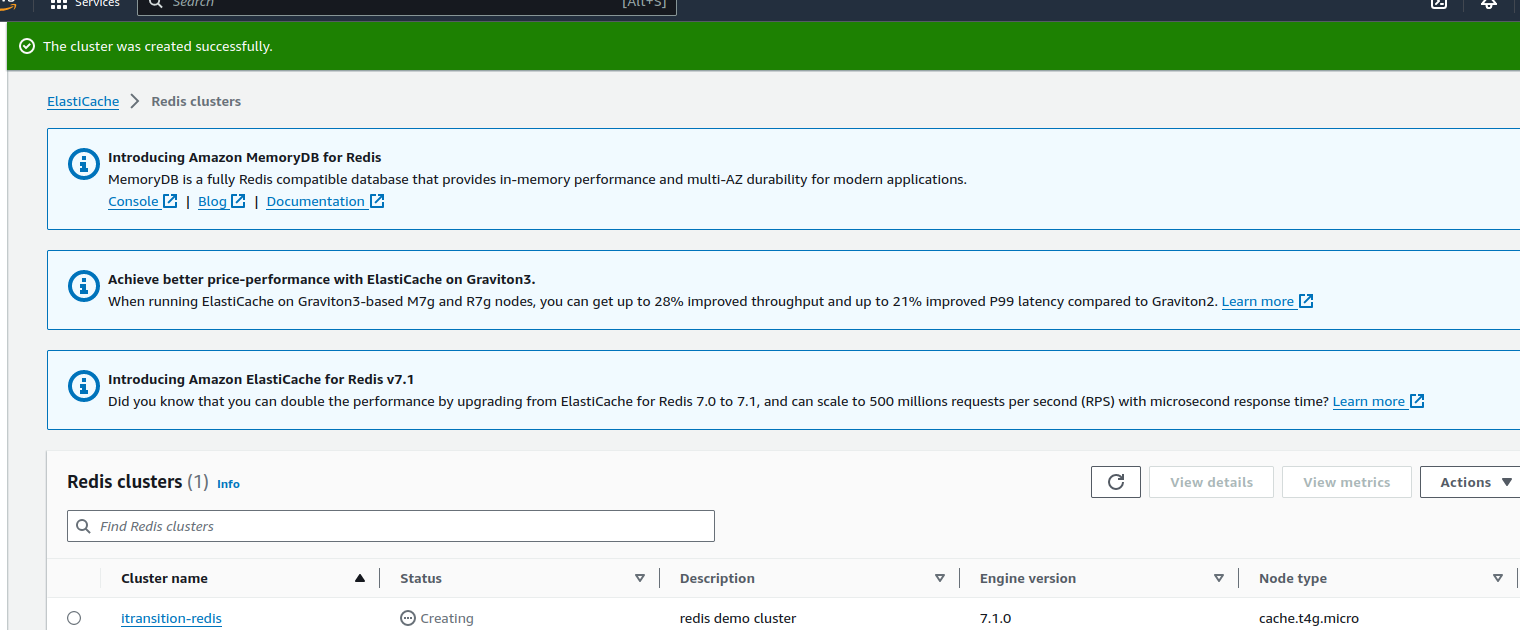 Services
Search
[Alt+S]
The cluster was created successfully.
ElastiCache
Redis clusters
Introducing Amazon MemoryDB for Redis
MemoryDB is a fully Redis compatible database that provides in-memory performance and multi-AZ durability for modern applications.
Console | Blog | Documentation
Achieve better price-performance with ElastiCache on Graviton3.
When running ElastiCache on Graviton3-based M7g and R7g nodes, you can get up to 28% improved throughput and up to 21% improved P99 latency compared to Graviton2. Learn more
Introducing Amazon ElastiCache for Redis v7.1
Did you know that you can double the performance by upgrading from ElastiCache for Redis 7.0 to 7.1, and can scale to 500 millions requests per second (RPS) with microsecond response time? Learn more
Redis clusters (1) Info
View details
View metrics
Actions
Find Redis clusters
Cluster name Status Description Engine version Node type
itransition-redis Creating redis demo cluster 7.1.0 cache.t4g.micro